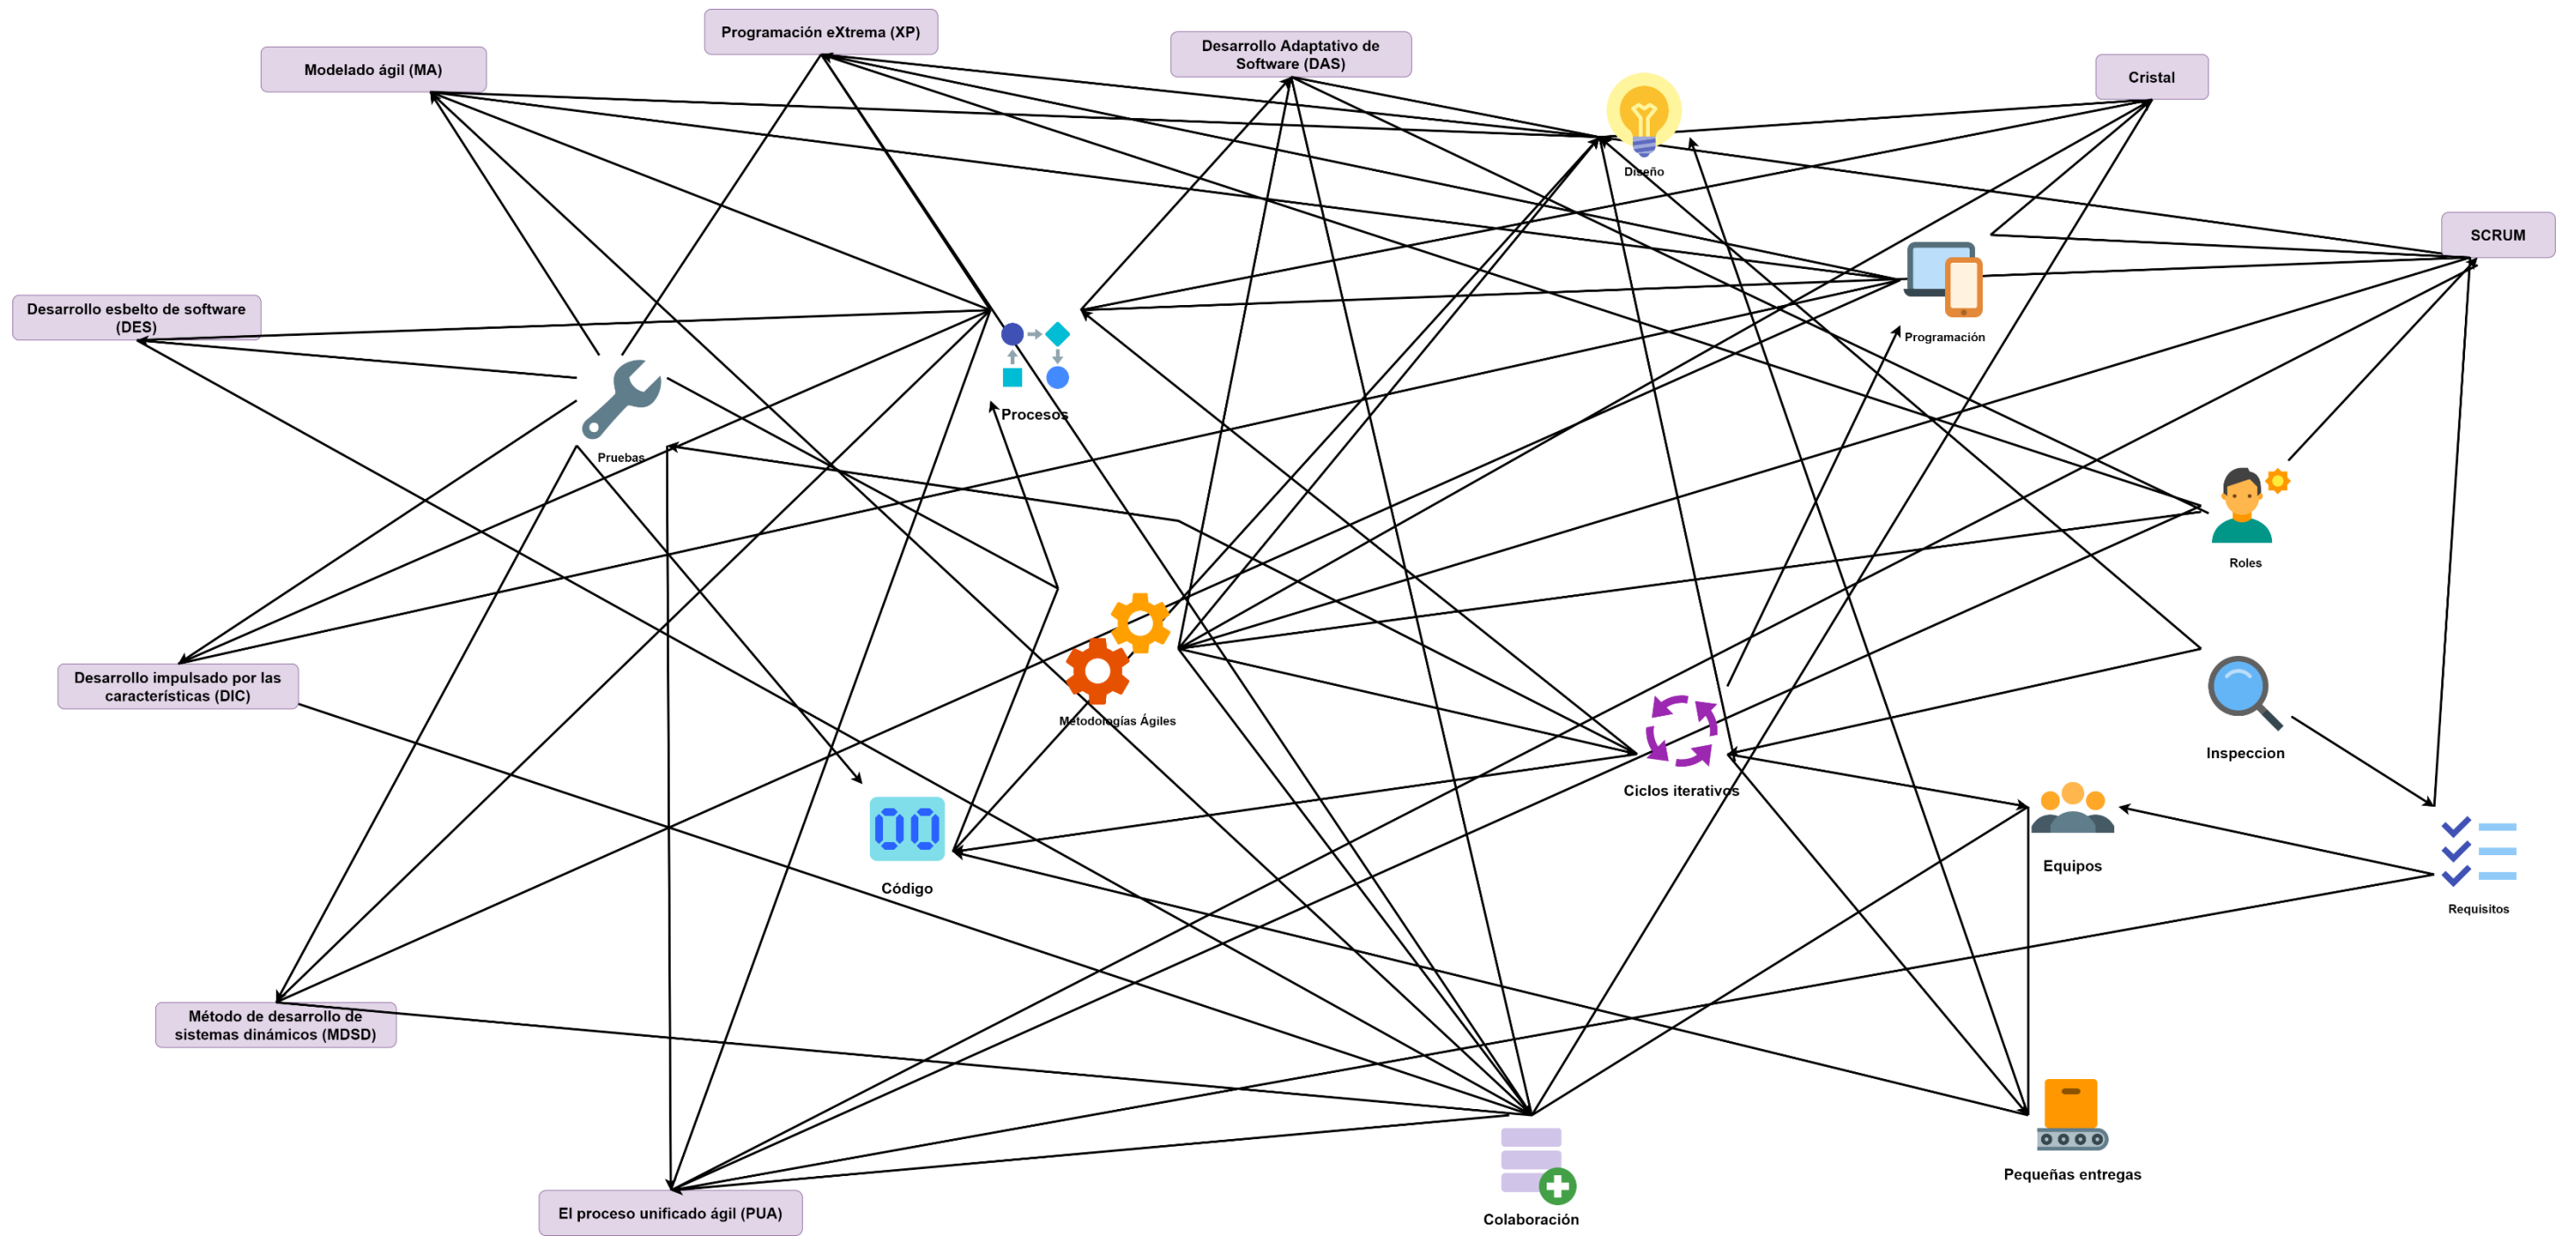 Programación eXtrema (XP)
Modelado ágil (MA)
Desarrollo Adaptativo de
Software (DAS)
Cristal
Diseño
SCRUM
Desarrollo esbelto de software
(DES)
Programación
Procesos
Pruebas
Roles
Desarrollo impulsado por las
características (DIC)
Metodologías Ágiles
Inspeccion
Ciclos iterativos
Equipos
Código
Requisitos
Método de desarrollo de
sistemas dinámicos (MDSD)
Pequeñas entregas
El proceso unificado ágil (PUA)
Colaboración